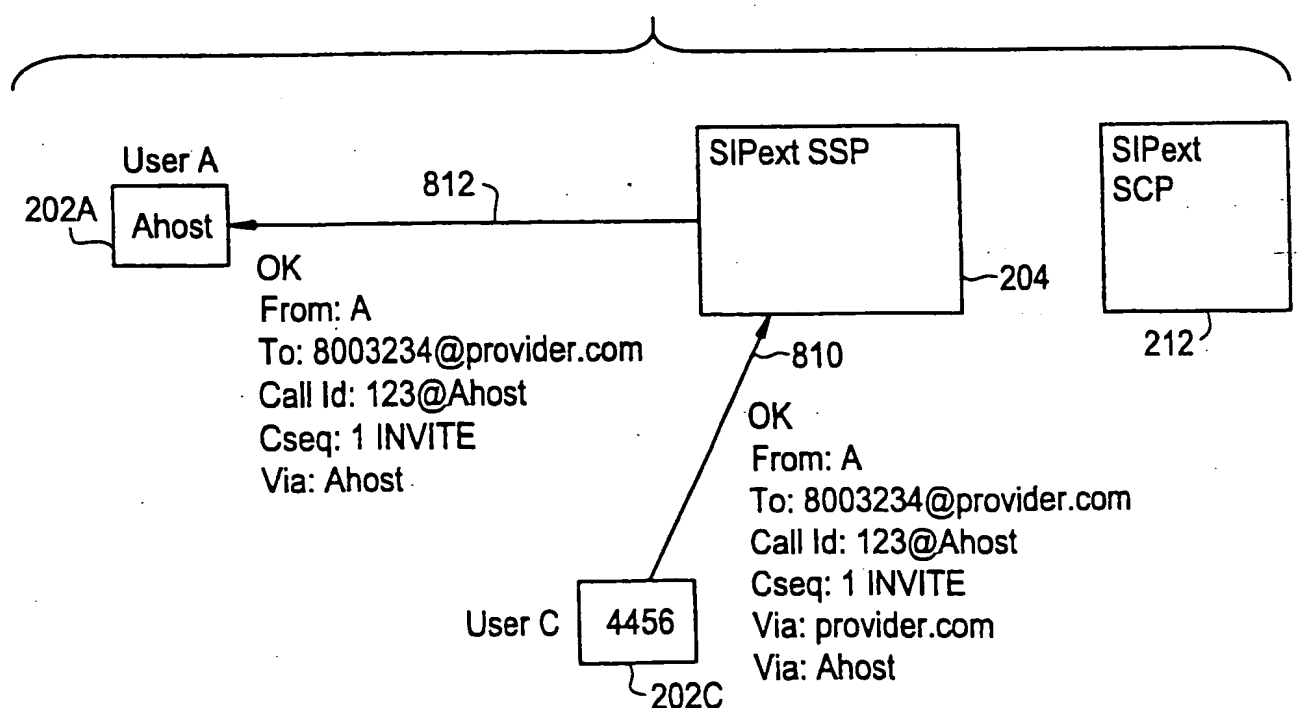 User A
202A
Ahost
812
OK
From: A
To: 8003234@provider.com
Call Id: 123@Ahost
Cseq: 1 INVITE
Via: Ahost
SIPext SSP
204
SIPext
SCP
212
810
OK
From: A
To: 8003234@provider.com
Call Id: 123@Ahost
Cseq: 1 INVITE
Via: provider.com
Via: Ahost
User C
4456
202C